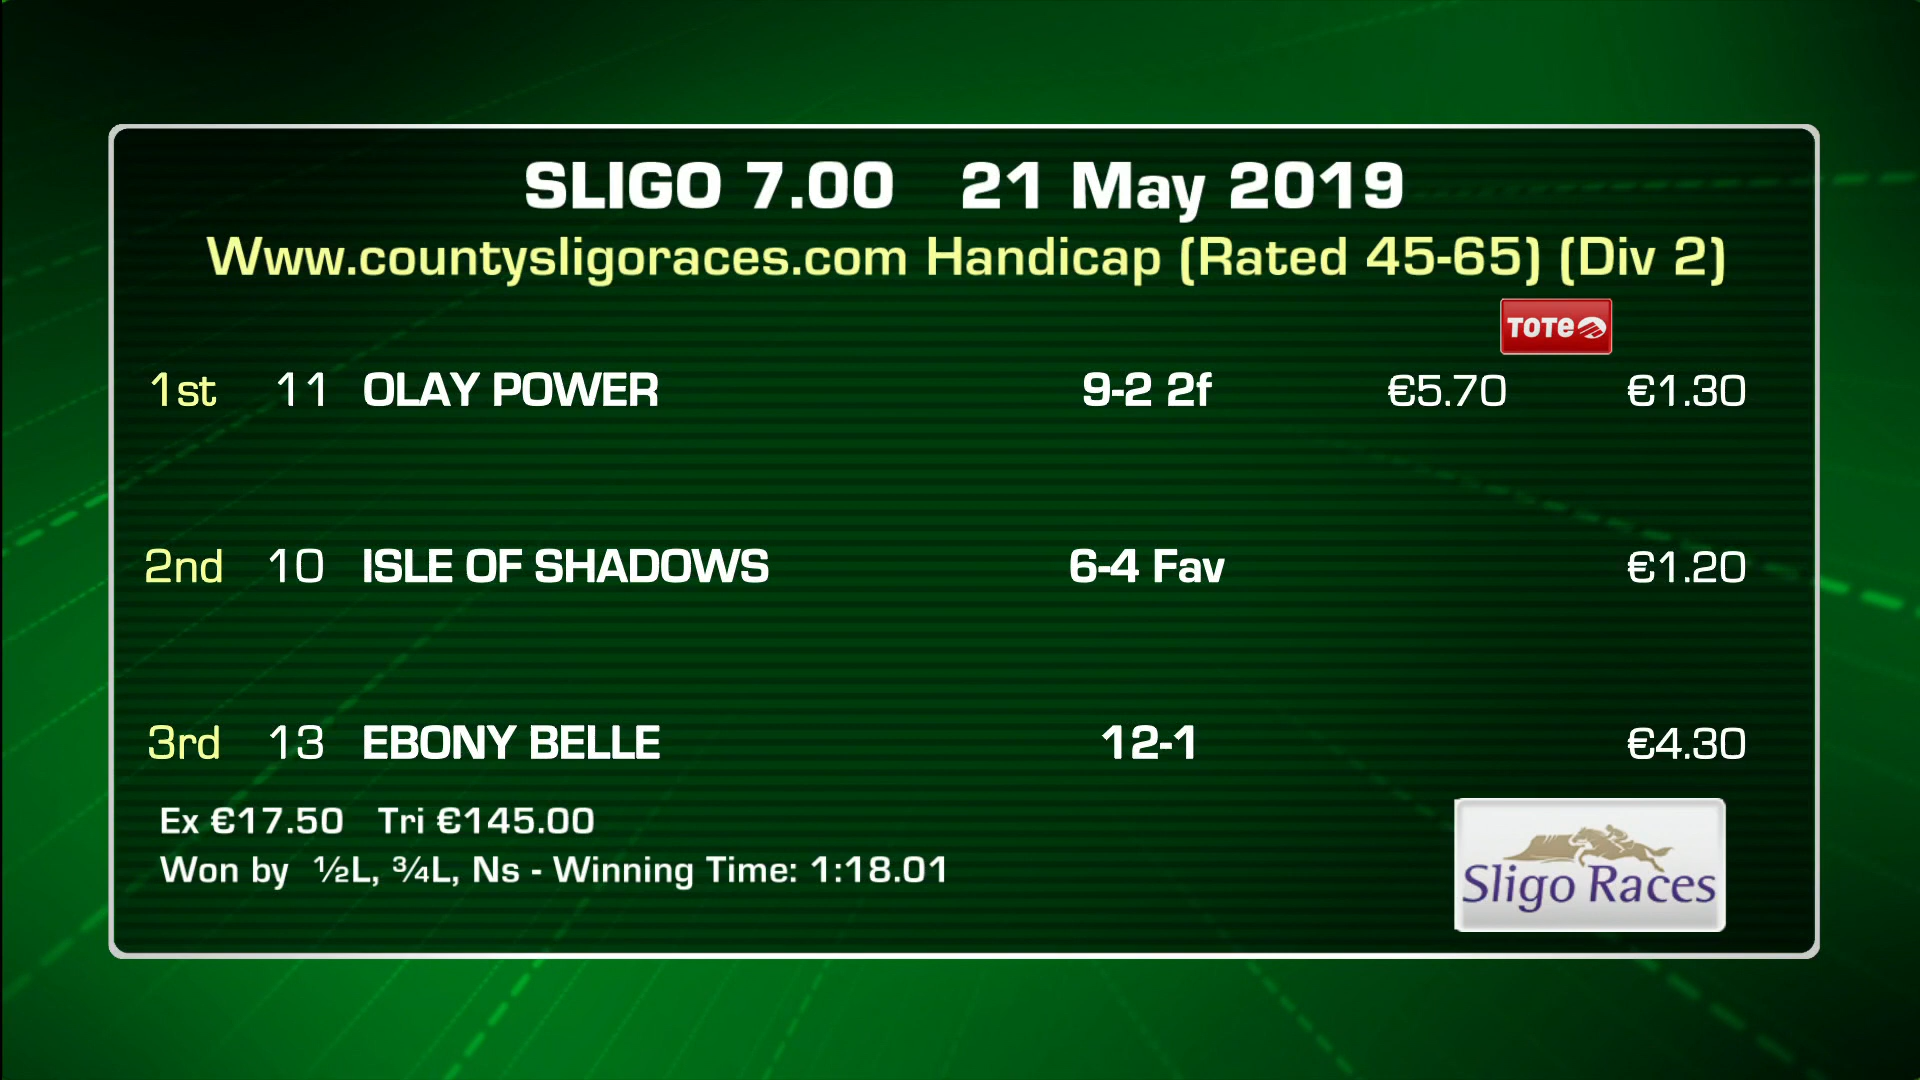 SLIGO 7.00 21 May 2019
Www.countysligoraces.com Handicap (Rated 45-65) (Div 2)
TOTE
1st 11 OLAY POWER 9-2 2f €5.70 €1.30
2nd 10 ISLE OF SHADOWS 6-4 Fav €1.20
3rd 13 EBONY BELLE 12-1 €4.30
Ex €17.50 Tri €145.00
Won by ½L, ¾L, Ns - Winning Time: 1:18.01
Sligo Races